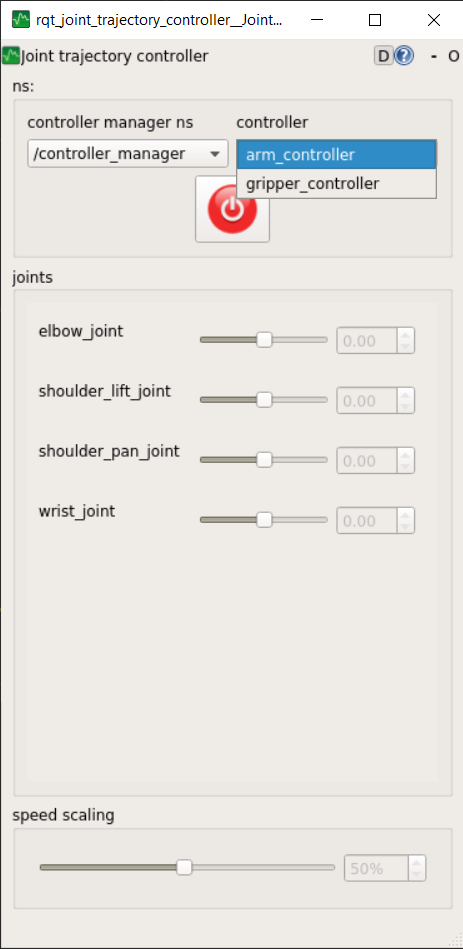 rqt_joint_trajectory_controller__Joint...
Joint trajectory controller
D ? - O
ns:
controller manager ns
controller
/controller_manager
arm_controller
gripper_controller
joints
elbow_joint
0.00
shoulder_lift_joint
0.00
shoulder_pan_joint
0.00
wrist_joint
0.00
speed scaling
50%